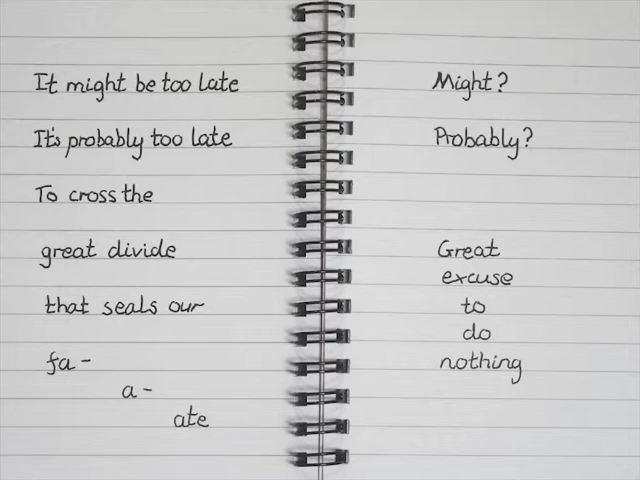 It might be too late
It's probably too late
To cross the
great divide
that seals our
fa-
a-
ate
Might?
Probably?
Great
excuse
to
do
nothing